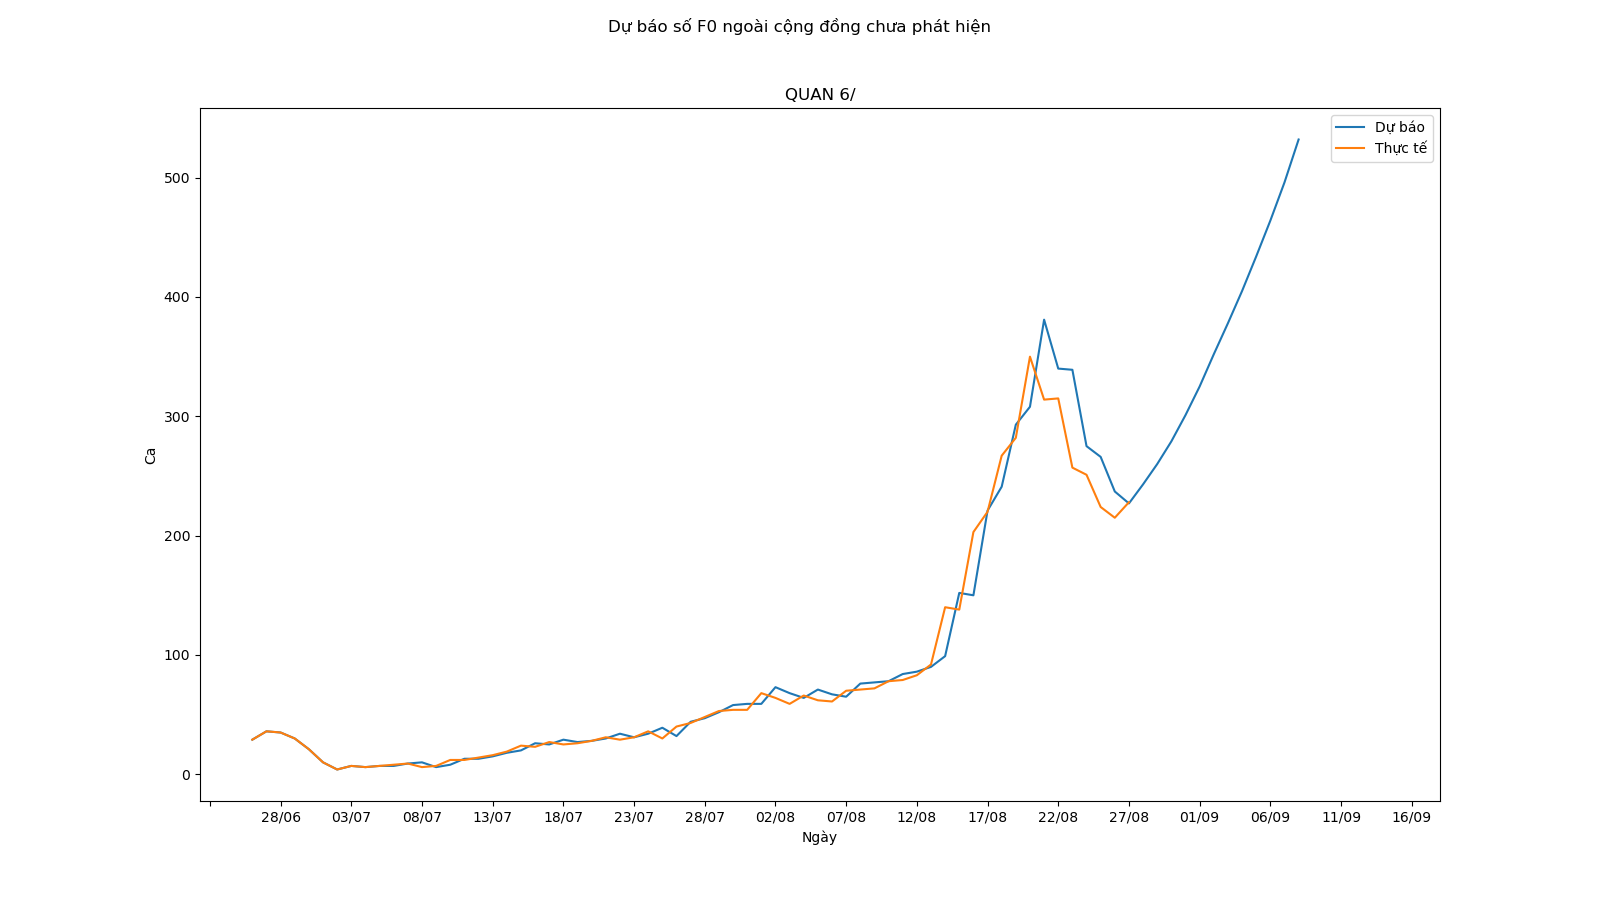 Dự báo số F0 ngoài cộng đồng chưa phát hiện
QUAN 6/
Dự báo
Thực tế
500
400
300
200
100
0
Ca
28/06 03/07 08/07 13/07 18/07 23/07 28/07 02/08 07/08 12/08 17/08 22/08 27/08 01/09 06/09 11/09 16/09
Ngày